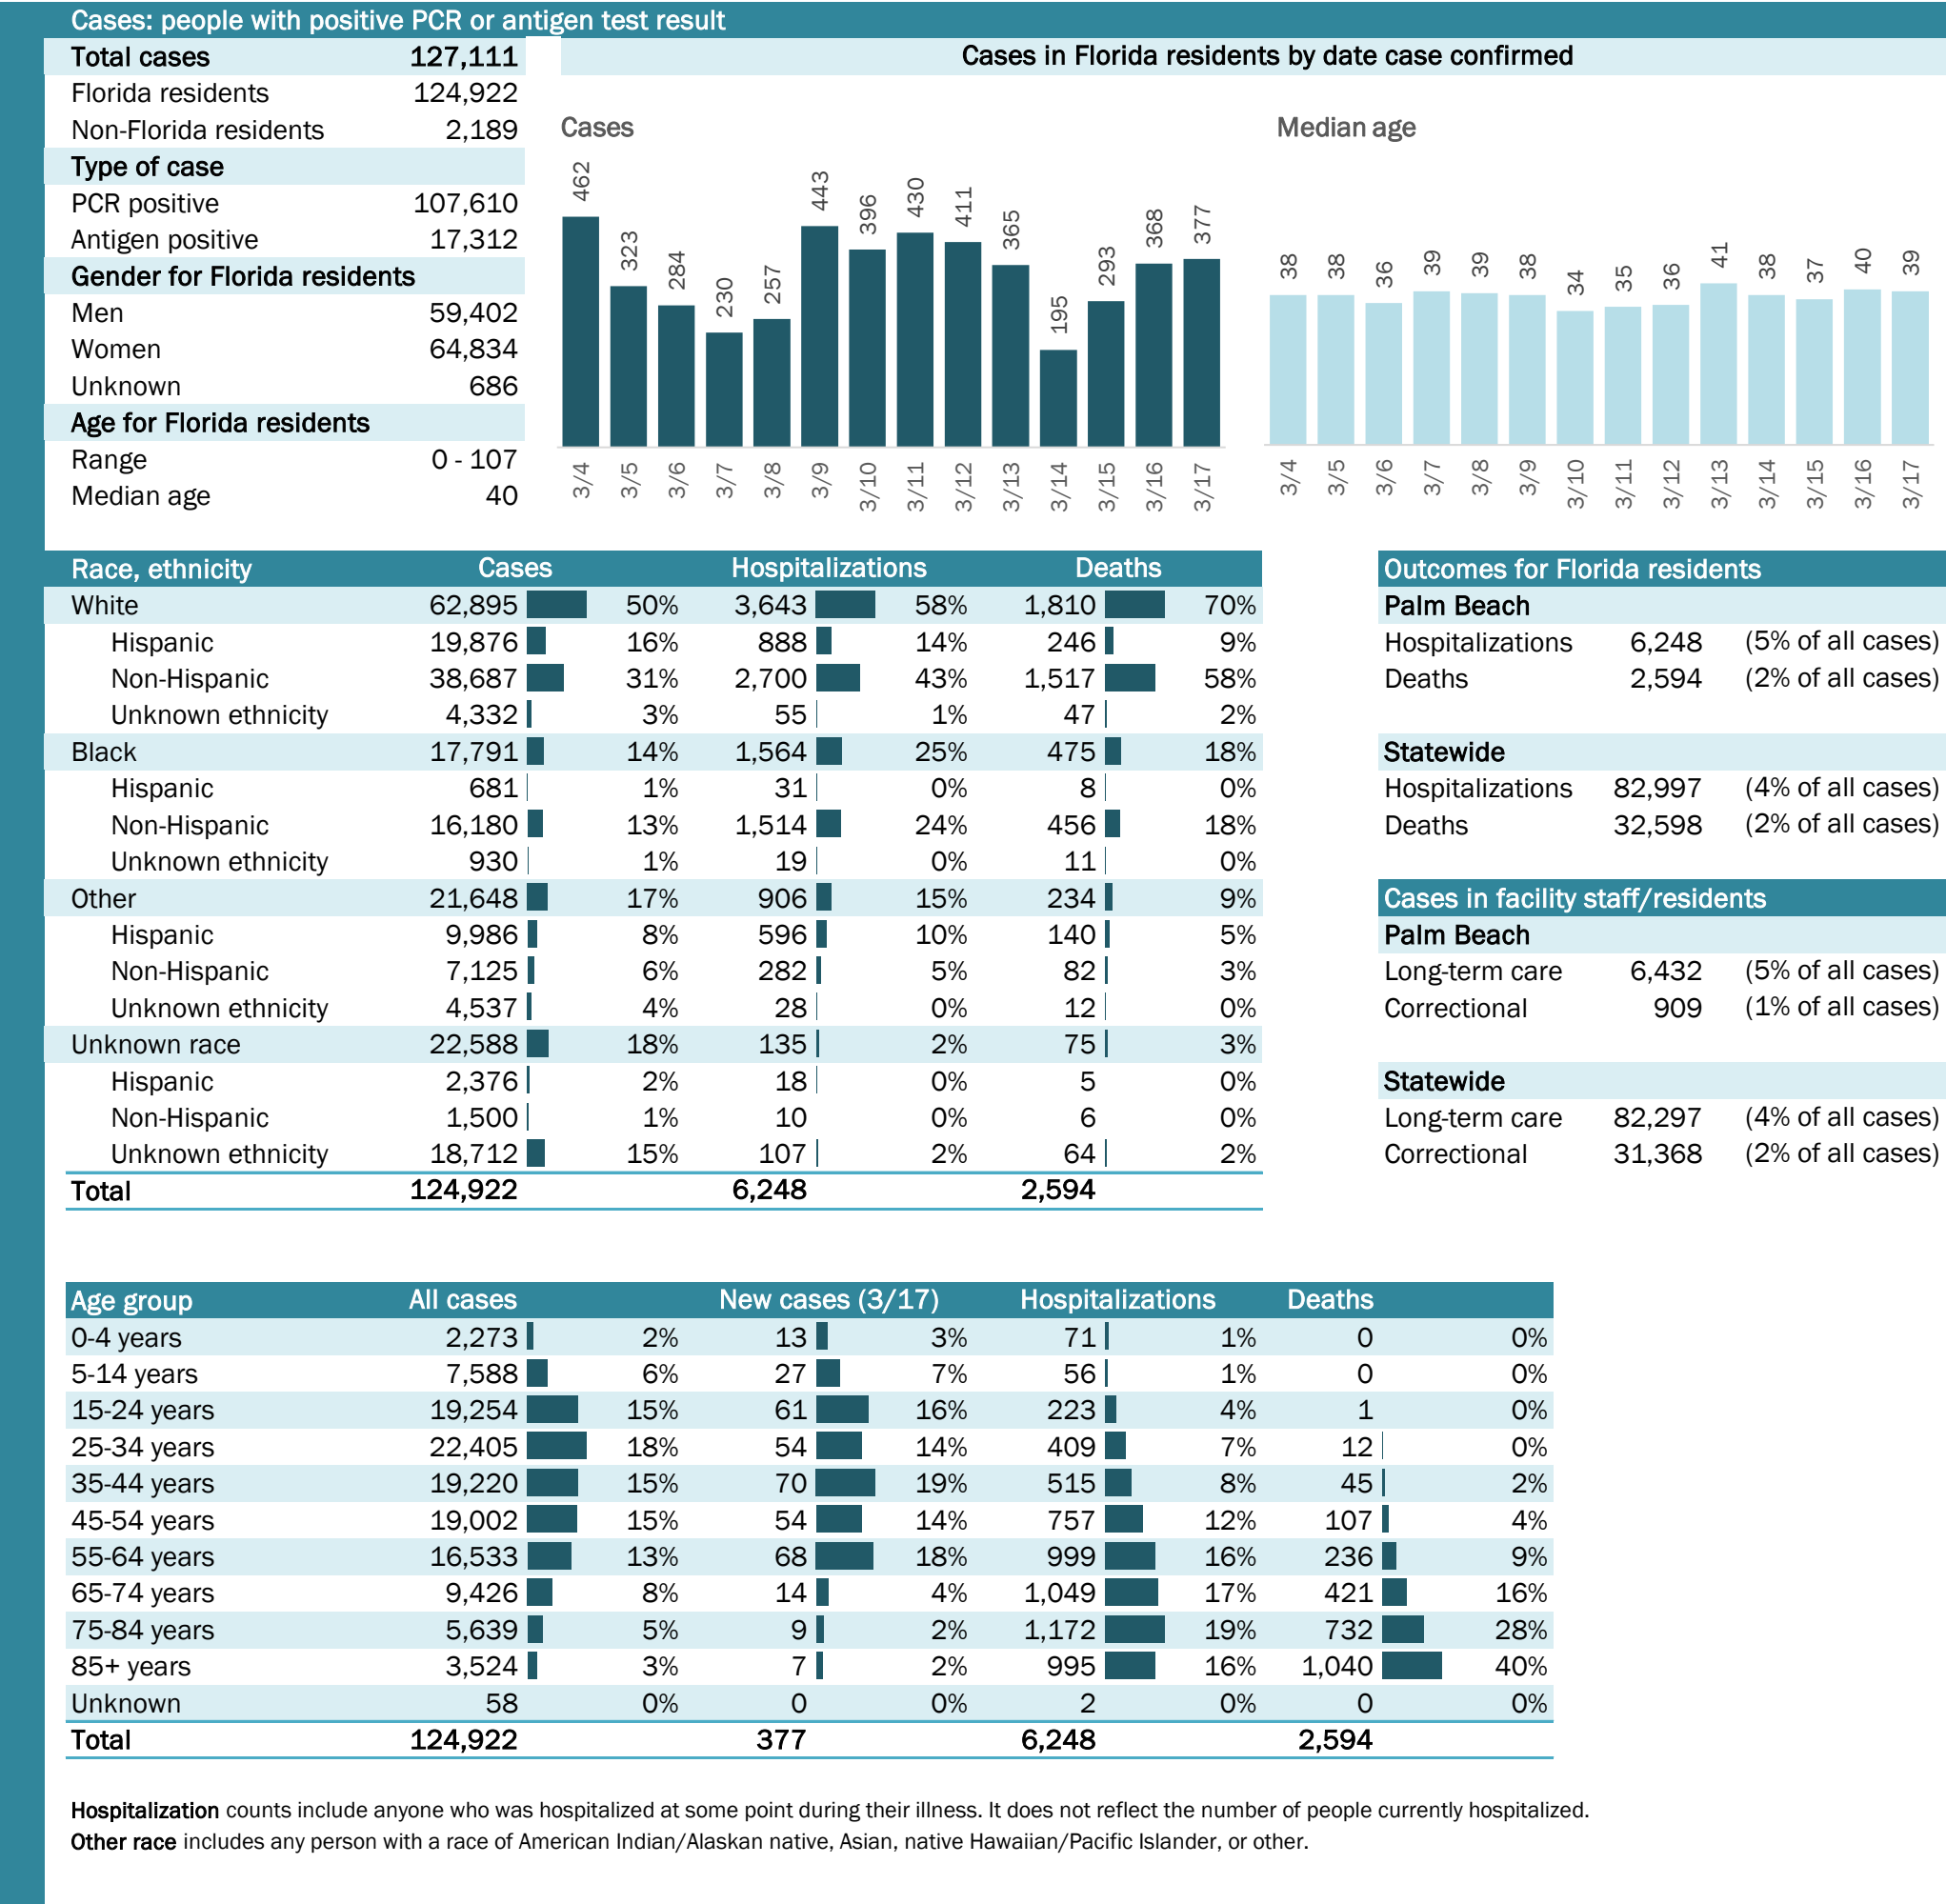 Cases: people with positive PCR or antigen test result
Total cases 127,111
Florida residents 124,922
Non-Florida residents 2,189
Type of case
PCR positive 107,610
Antigen positive 17,312
Gender for Florida residents
Men 59,402
Women 64,834
Unknown 686
Age for Florida residents
Range 0 - 107
Median age 40
Cases in Florida residents by date case confirmed
Cases
462 323 284 230 257 443 396 430 411 365 195 293 368 377
3/4 3/5 3/6 3/7 3/8 3/9 3/10 3/11 3/12 3/13 3/14 3/15 3/16 3/17
Median age
38 38 36 39 39 38 34 35 36 41 38 37 40 39
3/4 3/5 3/6 3/7 3/8 3/9 3/10 3/11 3/12 3/13 3/14 3/15 3/16 3/17
Race, ethnicity Cases Hospitalizations Deaths
White 62,895 50% 3,643 58% 1,810 70%
Hispanic 19,876 16% 888 14% 246 9%
Non-Hispanic 38,687 31% 2,700 43% 1,517 58%
Unknown ethnicity 4,332 3% 55 1% 47 2%
Black 17,791 14% 1,564 25% 475 18%
Hispanic 681 1% 31 0% 8 0%
Non-Hispanic 16,180 13% 1,514 24% 456 18%
Unknown ethnicity 930 1% 19 0% 11 0%
Other 21,648 17% 906 15% 234 9%
Hispanic 9,986 8% 596 10% 140 5%
Non-Hispanic 7,125 6% 282 5% 82 3%
Unknown ethnicity 4,537 4% 28 0% 12 0%
Unknown race 22,588 18% 135 2% 75 3%
Hispanic 2,376 2% 18 0% 5 0%
Non-Hispanic 1,500 1% 10 0% 6 0%
Unknown ethnicity 18,712 15% 107 2% 64 2%
Total 124,922 6,248 2,594
Outcomes for Florida residents
Palm Beach
Hospitalizations 6,248 (5% of all cases)
Deaths 2,594 (2% of all cases)
Statewide
Hospitalizations 82,997 (4% of all cases)
Deaths 32,598 (2% of all cases)
Cases in facility staff/residents
Palm Beach
Long-term care 6,432 (5% of all cases)
Correctional 909 (1% of all cases)
Statewide
Long-term care 82,297 (4% of all cases)
Correctional 31,368 (2% of all cases)
Age group All cases New cases (3/17) Hospitalizations Deaths
0-4 years 2,273 2% 13 3% 71 1% 0 0%
5-14 years 7,588 6% 27 7% 56 1% 0 0%
15-24 years 19,254 15% 61 16% 223 4% 1 0%
25-34 years 22,405 18% 54 14% 409 7% 12 0%
35-44 years 19,220 15% 70 19% 515 8% 45 2%
45-54 years 19,002 15% 54 14% 757 12% 107 4%
55-64 years 16,533 13% 68 18% 999 16% 236 9%
65-74 years 9,426 8% 14 4% 1,049 17% 421 16%
75-84 years 5,639 5% 9 2% 1,172 19% 732 28%
85+ years 3,524 3% 7 2% 995 16% 1,040 40%
Unknown 58 0% 0 0% 2 0% 0 0%
Total 124,922 377 6,248 2,594
Hospitalization counts include anyone who was hospitalized at some point during their illness. It does not reflect the number of people currently hospitalized.
Other race includes any person with a race of American Indian/Alaskan native, Asian, native Hawaiian/Pacific Islander, or other.